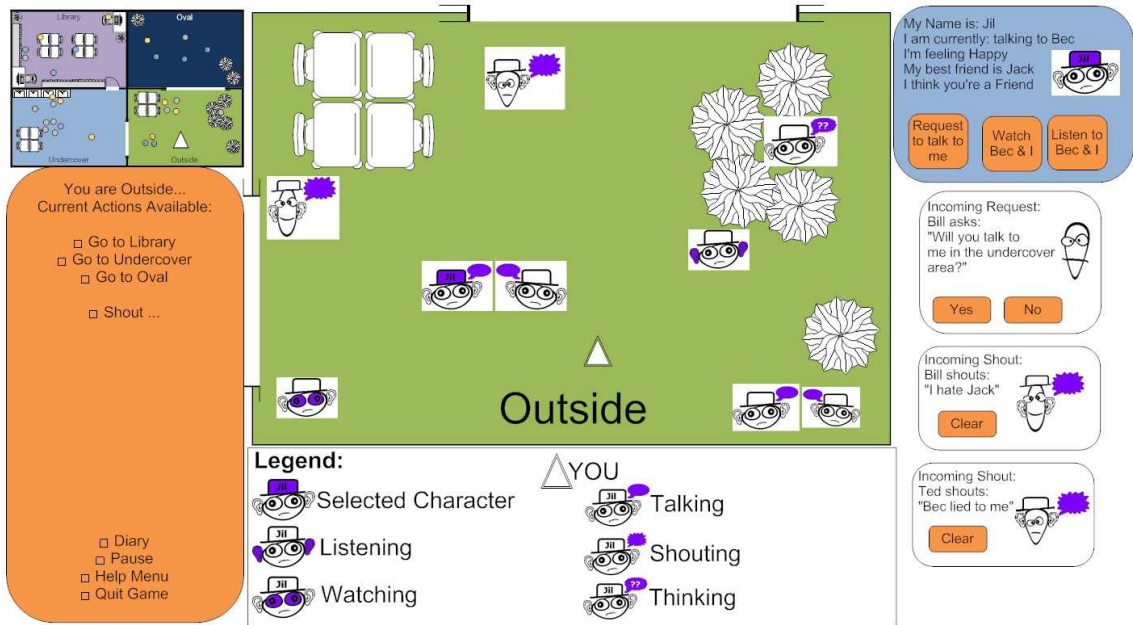 Library
Oval
Undercover
Outside
You are Outside...
Current Actions Available:
Go to Library
Go to Undercover
Go to Oval
Shout ...
Diary
Pause
Help Menu
Quit Game
??
Jil
Outside
Legend:
YOU
Jil
Selected Character
Jil
Talking
Jil
Listening
Jil
Shouting
Jil
Watching
??
Jil
Thinking
My Name is: Jil
I am currently: talking to Bec
I'm feeling Happy
My best friend is Jack
I think you're a Friend
Jil
Request to talk to me
Watch Bec & I
Listen to Bec & I
Incoming Request:
Bill asks:
"Will you talk to
me in the undercover
area?"
Yes
No
Incoming Shout:
Bill shouts:
"I hate Jack"
Clear
Incoming Shout:
Ted shouts:
"Bec lied to me"
Clear